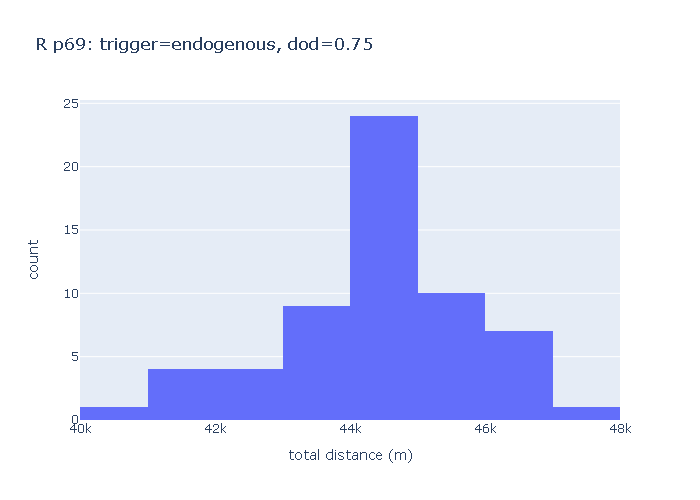 R p69: trigger=endogenous, dod=0.75
25
20
15
10
5
0
count
40k
42k
44k
46k
48k
total distance (m)